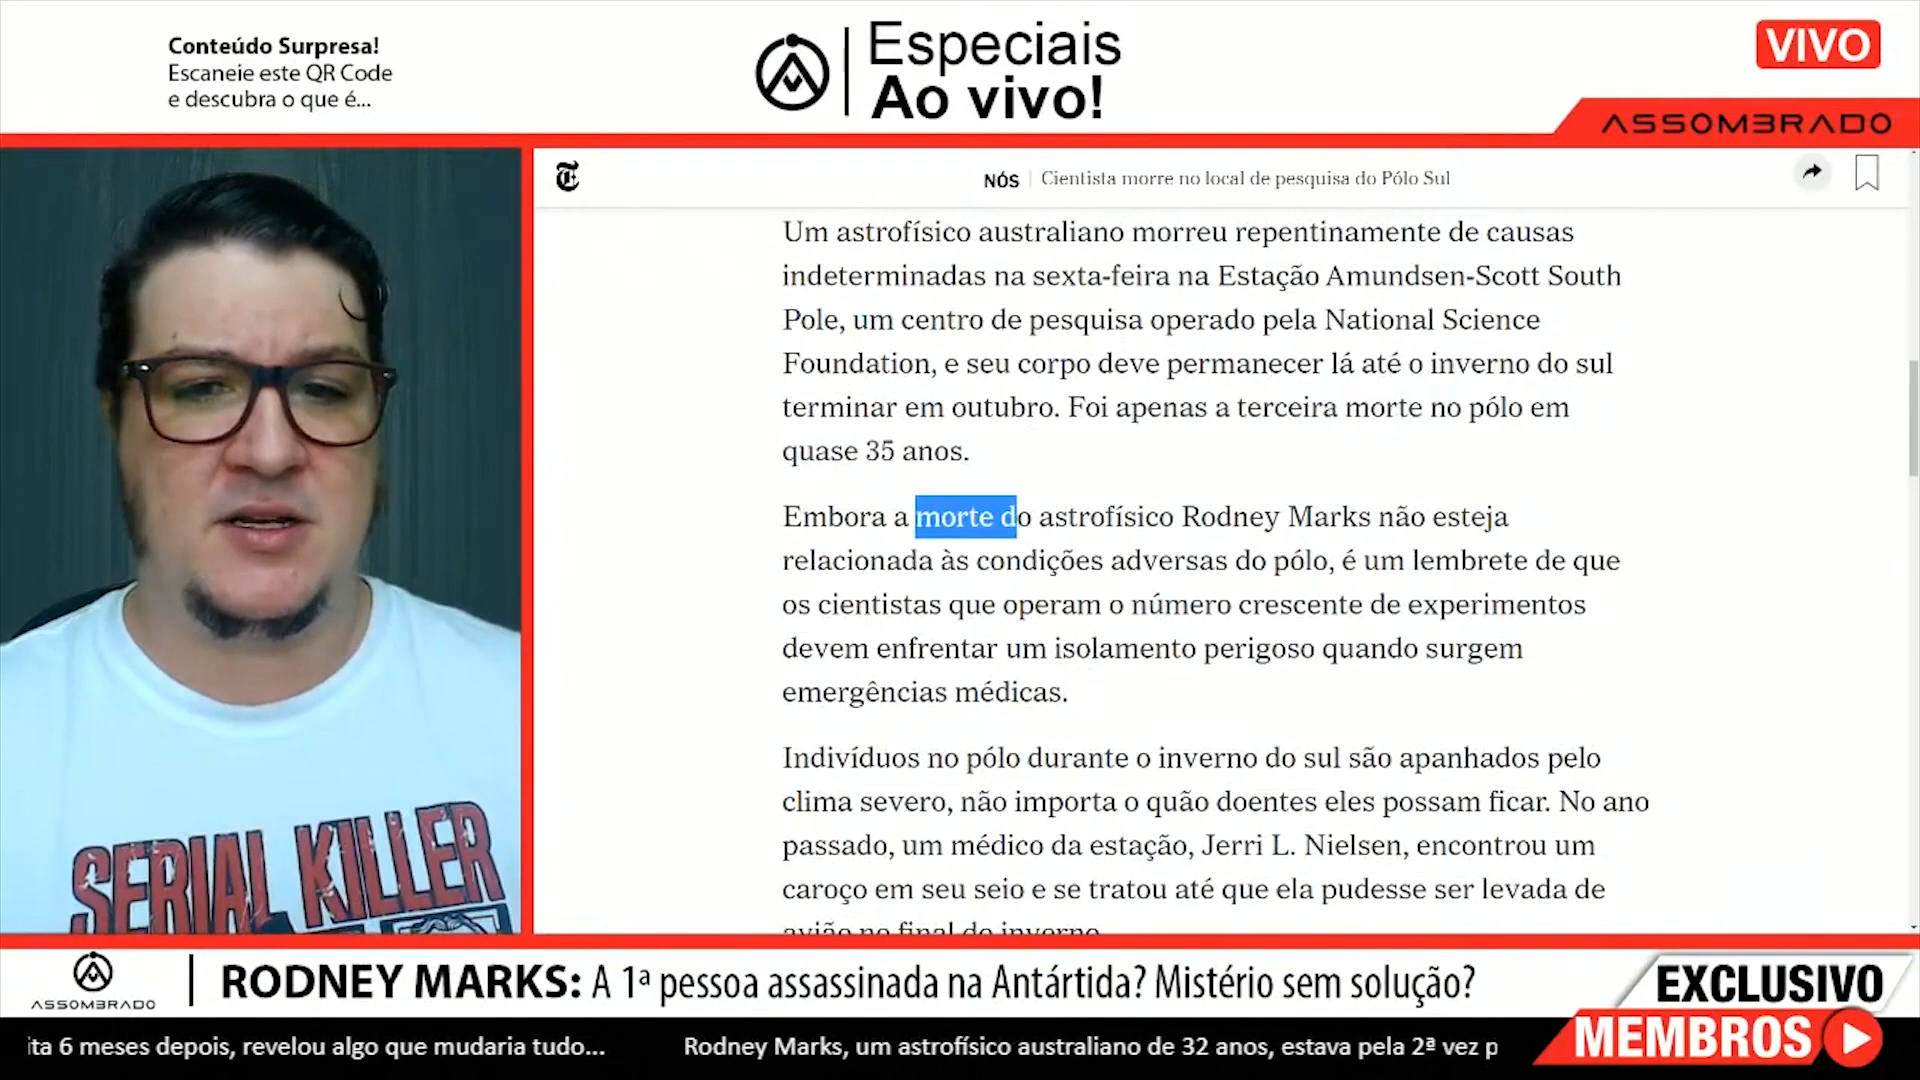 Conteúdo Surpresa!
Escaneie este QR Code
e descubra o que é...
Especiais
Ao vivo!
VIVO
ASSOMBRADO
NÓS
Cientista morre no local de pesquisa do Pólo Sul
Um astrofísico australiano morreu repentinamente de causas
indeterminadas na sexta-feira na Estação Amundsen-Scott South
Pole, um centro de pesquisa operado pela National Science
Foundation, e seu corpo deve permanecer lá até o inverno do sul
terminar em outubro. Foi apenas a terceira morte no pólo em
quase 35 anos.
Embora a morte do astrofísico Rodney Marks não esteja
relacionada às condições adversas do pólo, é um lembrete de que
os cientistas que operam o número crescente de experimentos
devem enfrentar um isolamento perigoso quando surgem
emergências médicas.
Indivíduos no pólo durante o inverno do sul são apanhados pelo
clima severo, não importa o quão doentes eles possam ficar. No ano
passado, um médico da estação, Jerri L. Nielsen, encontrou um
caroço em seu seio e se tratou até que ela pudesse ser levada de
avião no final do inverno.
SERIAL KILLER
ASSOMBRADO
RODNEY MARKS: A 1ª pessoa assassinada na Antártida? Mistério sem solução?
EXCLUSIVO
MEMBROS
ita 6 meses depois, revelou algo que mudaria tudo...
Rodney Marks, um astrofísico australiano de 32 anos, estava pela 2ª vez p